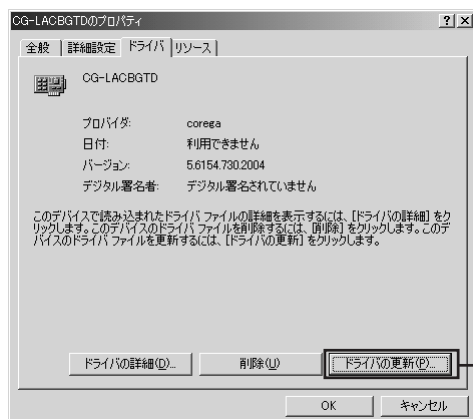 CG-LACBGTDのプロパティ
全般 詳細設定 ドライバ リソース
CG-LACBGTD
プロバイダ: corega
日付: 利用できません
バージョン: 5.6154.730.2004
デジタル署名者: デジタル署名されていません
このデバイスで読み込まれたドライバ ファイルの詳細を表示するには、[ドライバの詳細] をク
リックします。このデバイスのドライバ ファイルを削除するには、[削除] をクリックします。このデ
バイスのドライバ ファイルを更新するには、[ドライバの更新] をクリックします。
ドライバの詳細(D)... 削除(U) ドライバの更新(P)...
OK キャンセル